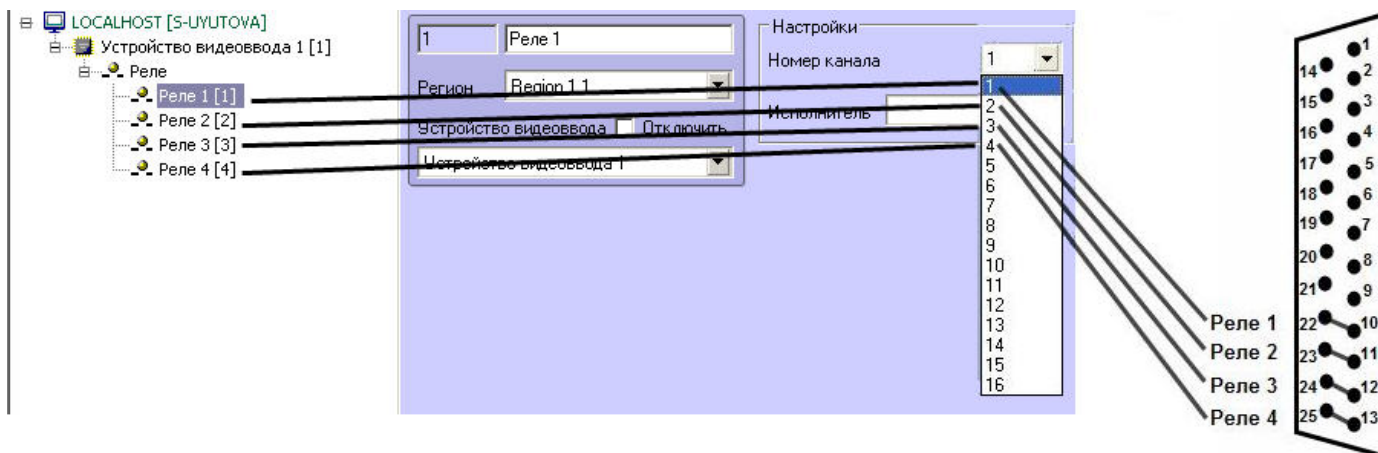 LOCALHOST [S-UYUTOVA]
Устройство видеоввода 1 [1]
Реле
Реле 1 [1]
Реле 2 [2]
Реле 3 [3]
Реле 4 [4]
1
Реле 1
Регион
Region 1.1
Устройство видеоввода
Отключить
Устройство видеоввода 1
Настройки
Номер канала
1
Исполнитель
1
2
3
4
5
6
7
8
9
10
11
12
13
14
15
16
Реле 1
Реле 2
Реле 3
Реле 4
1
14
2
15
3
16
4
17
5
18
6
19
7
20
8
21
9
22
10
23
11
24
12
25
13